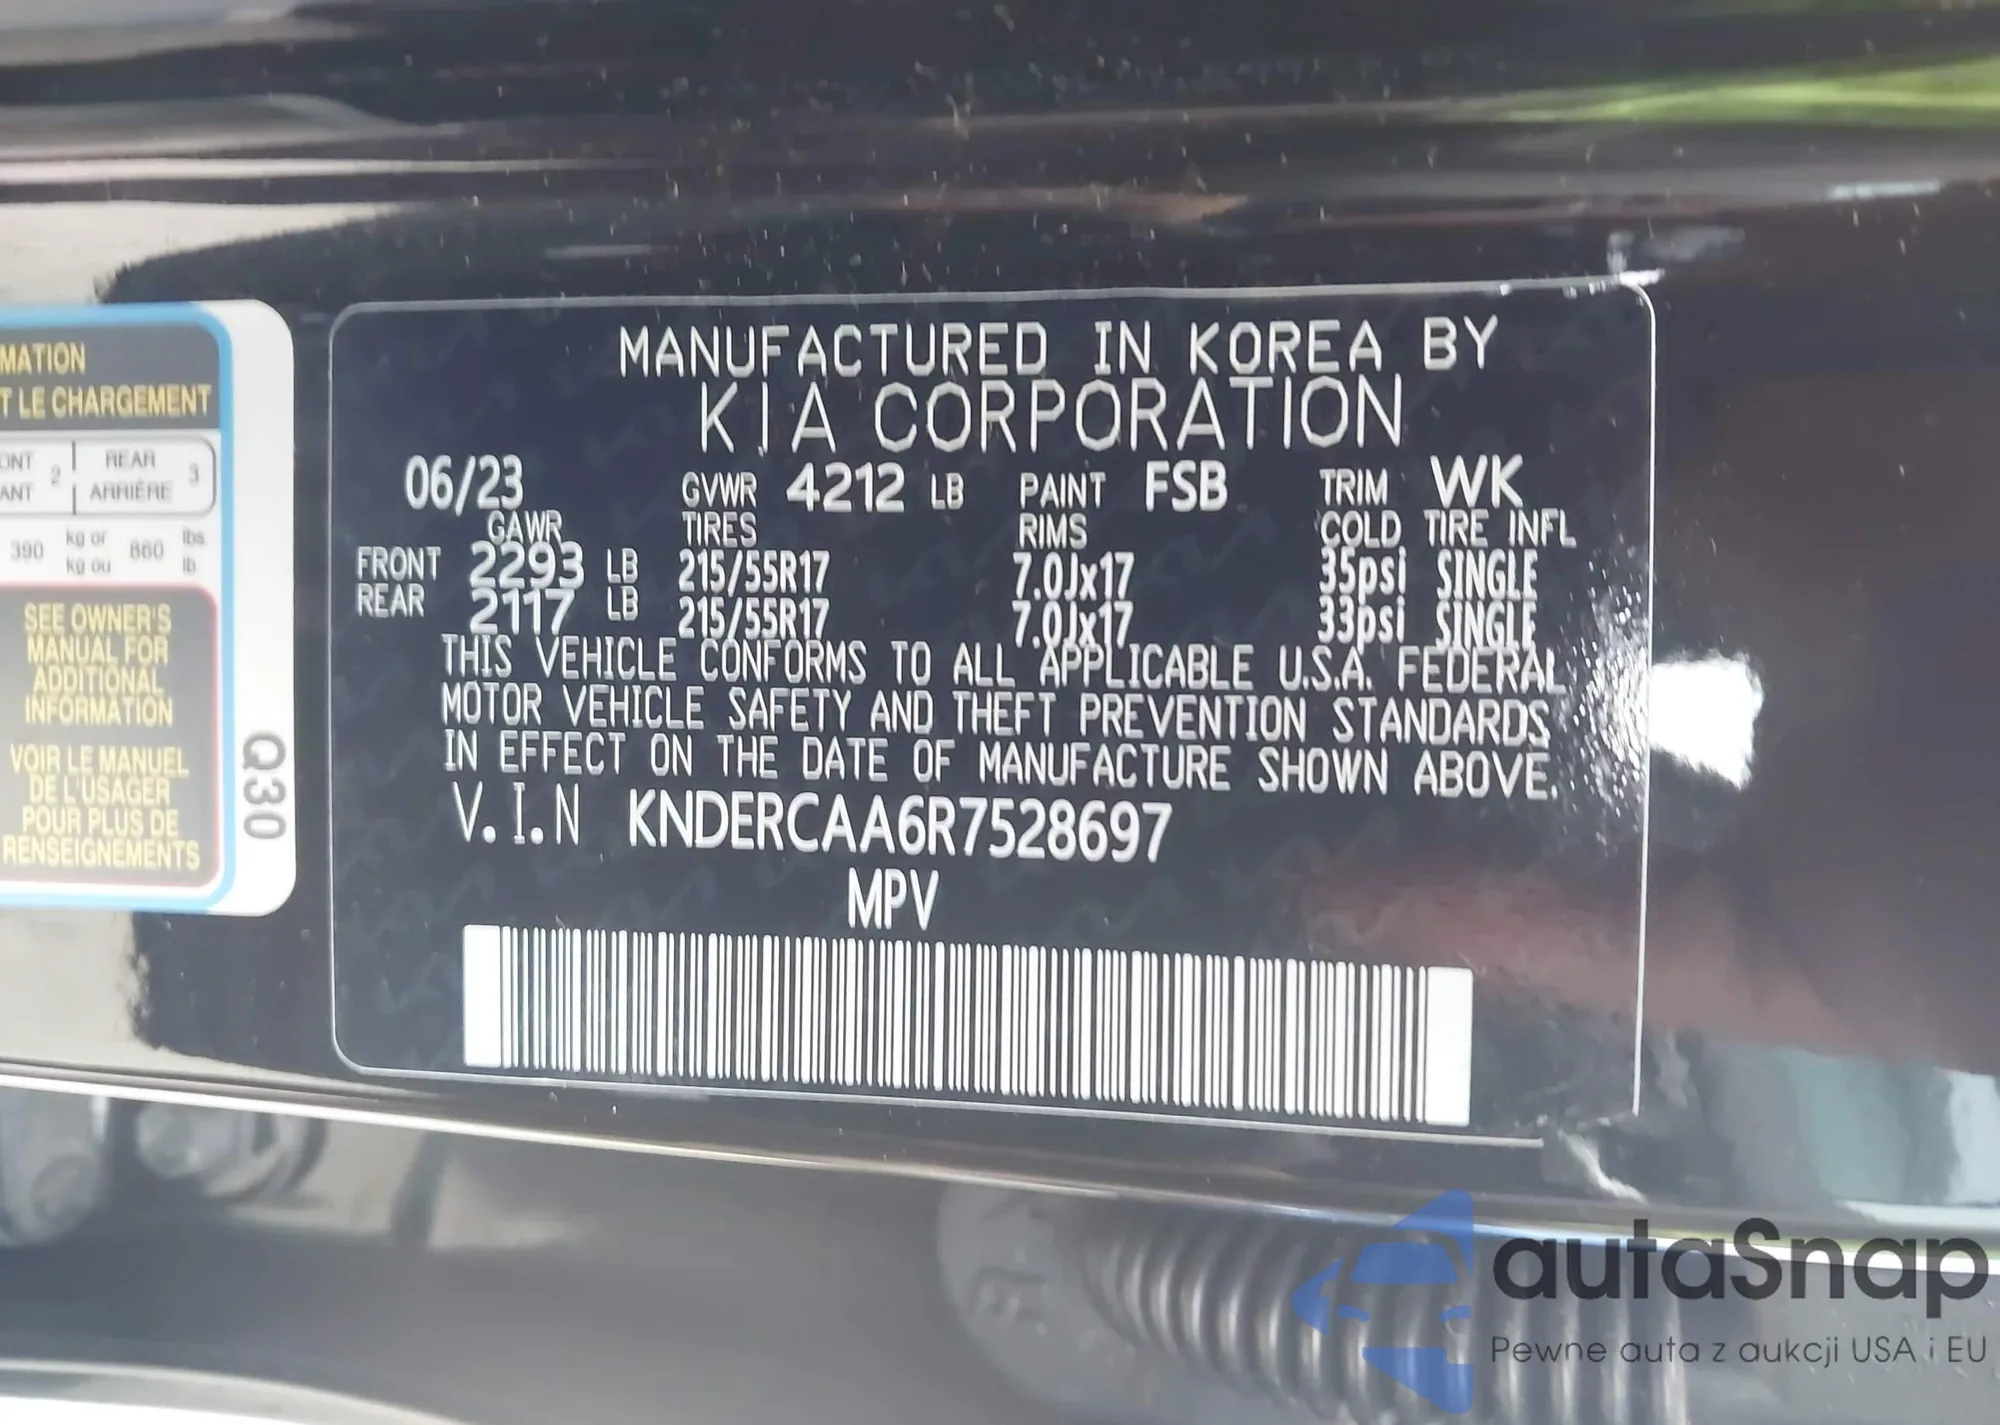 MATION
T LE CHARGEMENT
ONT 2 REAR 3
ANT ARRIÈRE
390 kg or 860 lbs.
kg ou lb.
SEE OWNER'S
MANUAL FOR
ADDITIONAL
INFORMATION
VOIR LE MANUEL
DE L'USAGER
POUR PLUS DE
RENSEIGNEMENTS
Q30
MANUFACTURED IN KOREA BY
KIA CORPORATION
06/23 GVWR 4212 LB PAINT FSB TRIM WK
GAWR TIRES RIMS COLD TIRE INFL
FRONT 2293 LB 215/55R17 7.0Jx17 35psi SINGLE
REAR 2117 LB 215/55R17 7.0Jx17 33psi SINGLE
THIS VEHICLE CONFORMS TO ALL APPLICABLE U.S.A. FEDERAL
MOTOR VEHICLE SAFETY AND THEFT PREVENTION STANDARDS
IN EFFECT ON THE DATE OF MANUFACTURE SHOWN ABOVE.
V.I.N KNDERCAA6R7528697
MPV
autaSnap
Pewne auta z aukcji USA i EU